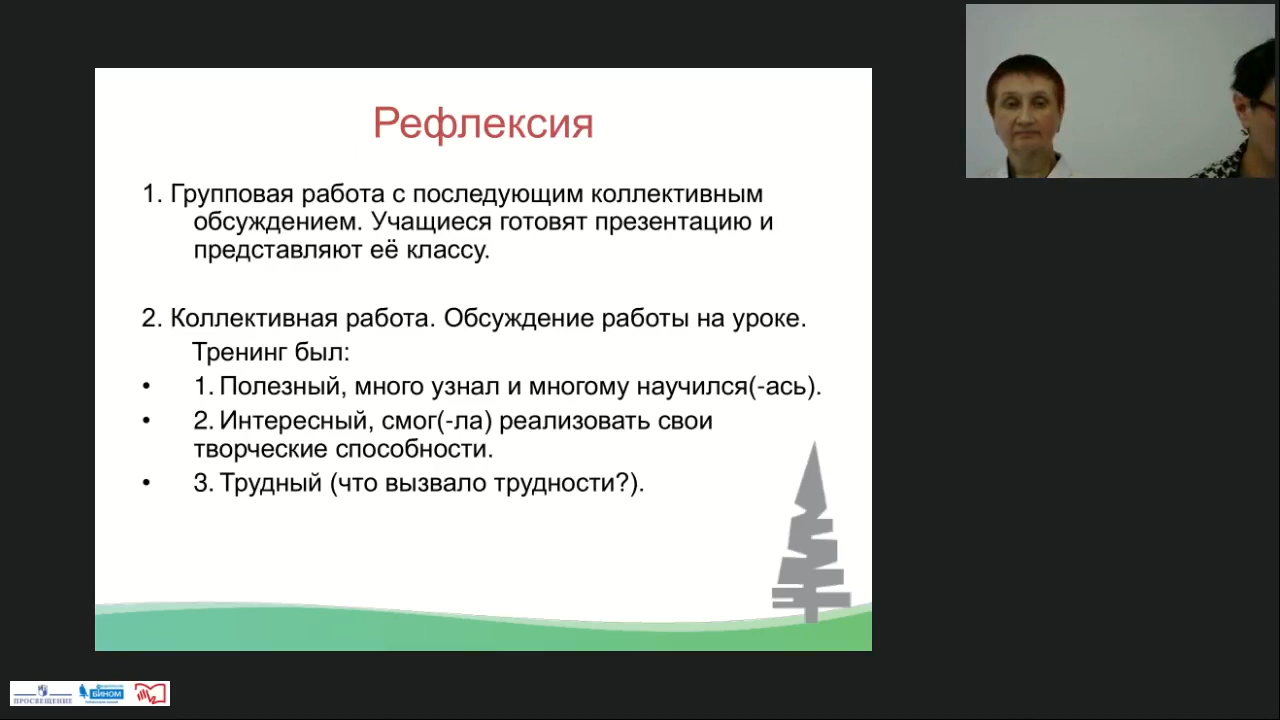 Рефлексия
1. Групповая работа с последующим коллективным
обсуждением. Учащиеся готовят презентацию и
представляют её классу.
2. Коллективная работа. Обсуждение работы на уроке.
Тренинг был:
• 1. Полезный, много узнал и многому научился(-ась).
• 2. Интересный, смог(-ла) реализовать свои
творческие способности.
• 3. Трудный (что вызвало трудности?).
ПРОСВЕЩЕНИЕ
БИНОМ